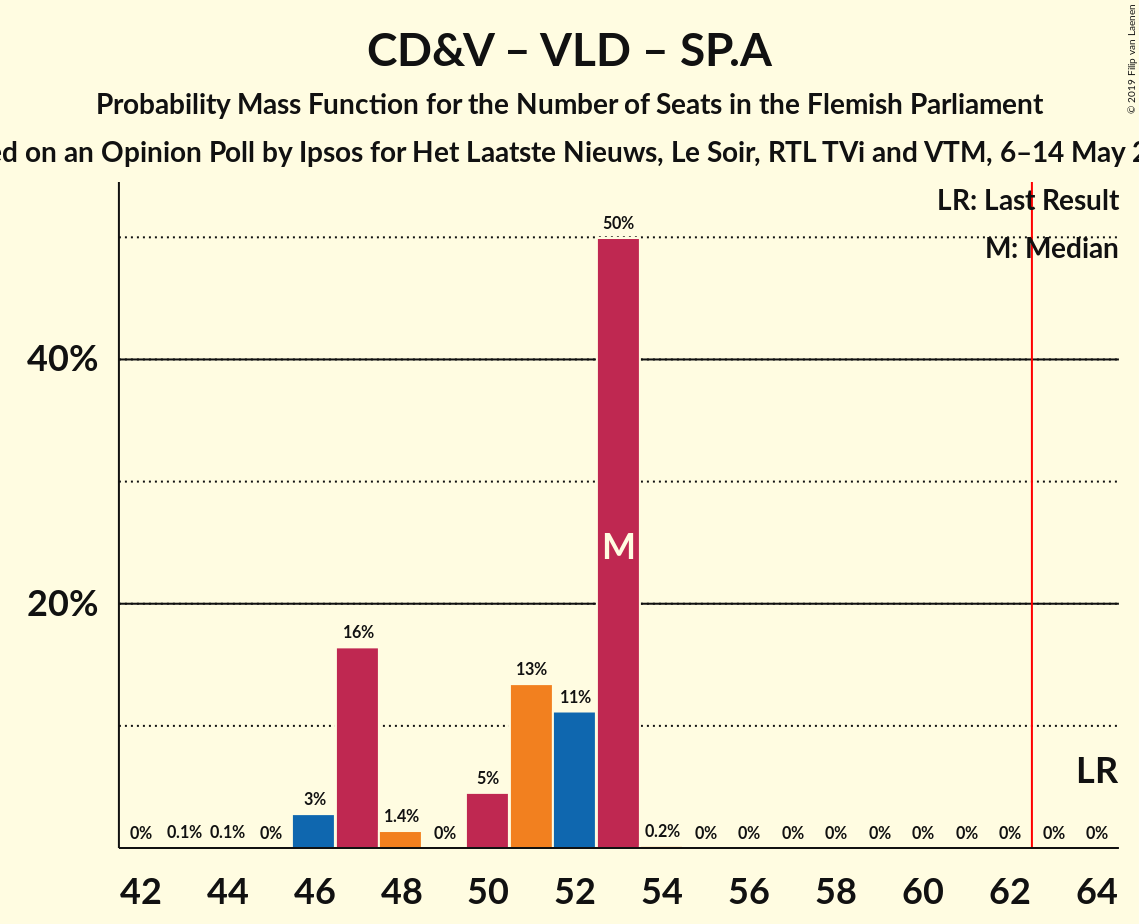 CD&V – VLD – SP.A
Probability Mass Function for the Number of Seats in the Flemish Parliament
on an Opinion Poll by Ipsos for Het Laatste Nieuws, Le Soir, RTL TVi and VTM, 6–14 May
© 2019 Filip van Laenen
LR: Last Result
M: Median
50%
40%
M
20%
16%
13%
11%
LR
5%
3%
1.4%
0% 0.1% 0.1% 0% 0% 0.2% 0% 0% 0% 0% 0% 0% 0% 0% 0% 0%
42 44 46 48 50 52 54 56 58 60 62 64